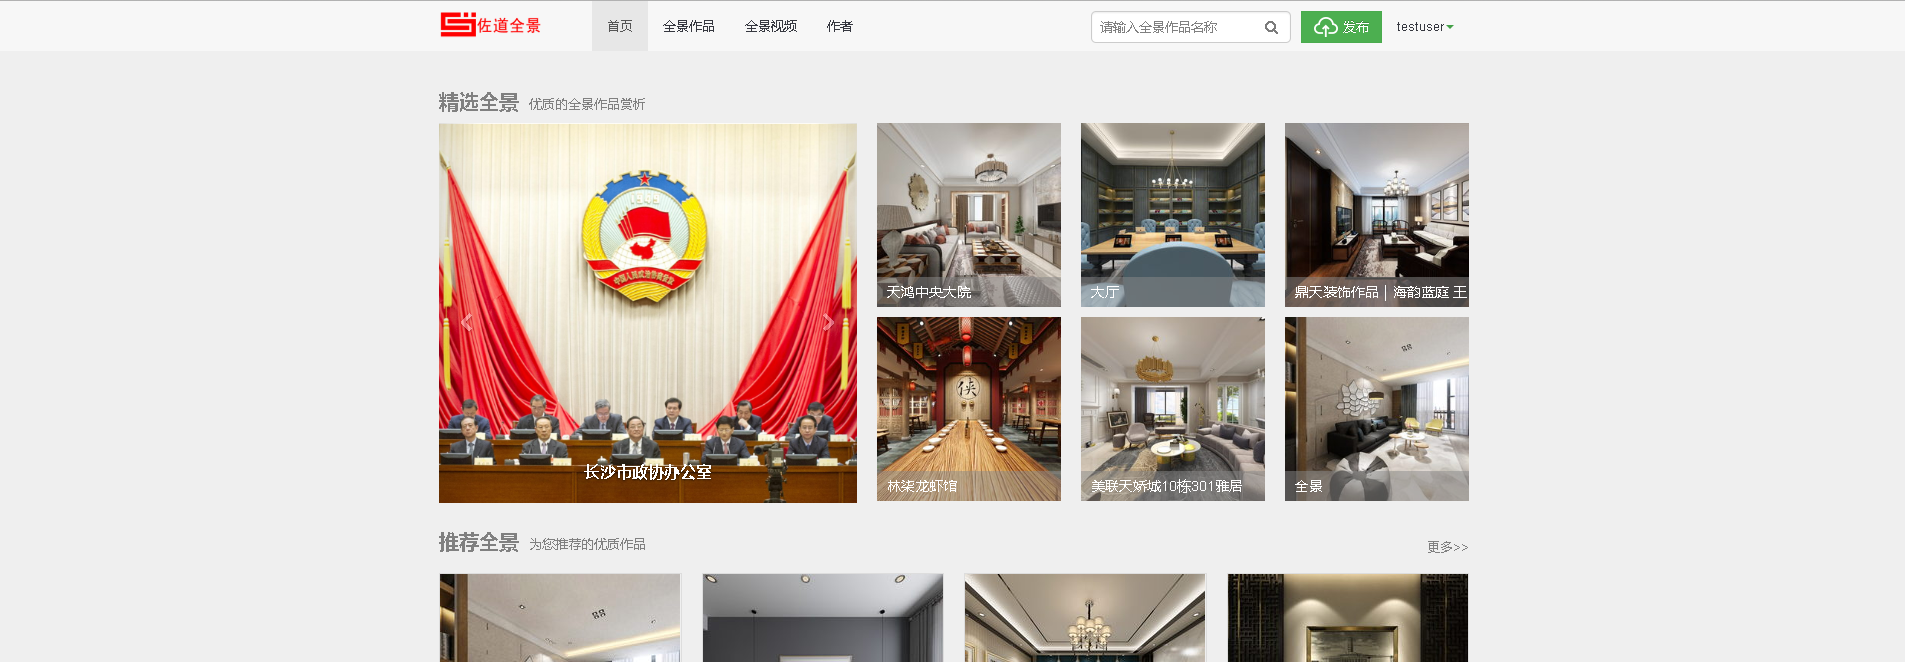 佐道全景
首页
全景作品
全景视频
作者
请输入全景作品名称
发布
testuser
精选全景
优质的全景作品赏析
1949
长沙市政协办公室
天鸿中央大院
大厅
鼎天装饰作品 | 海韵蓝庭 王
侠
林柒龙虾馆
美联天娇城10栋301雅居
全景
推荐全景
为您推荐的优质作品
更多>>